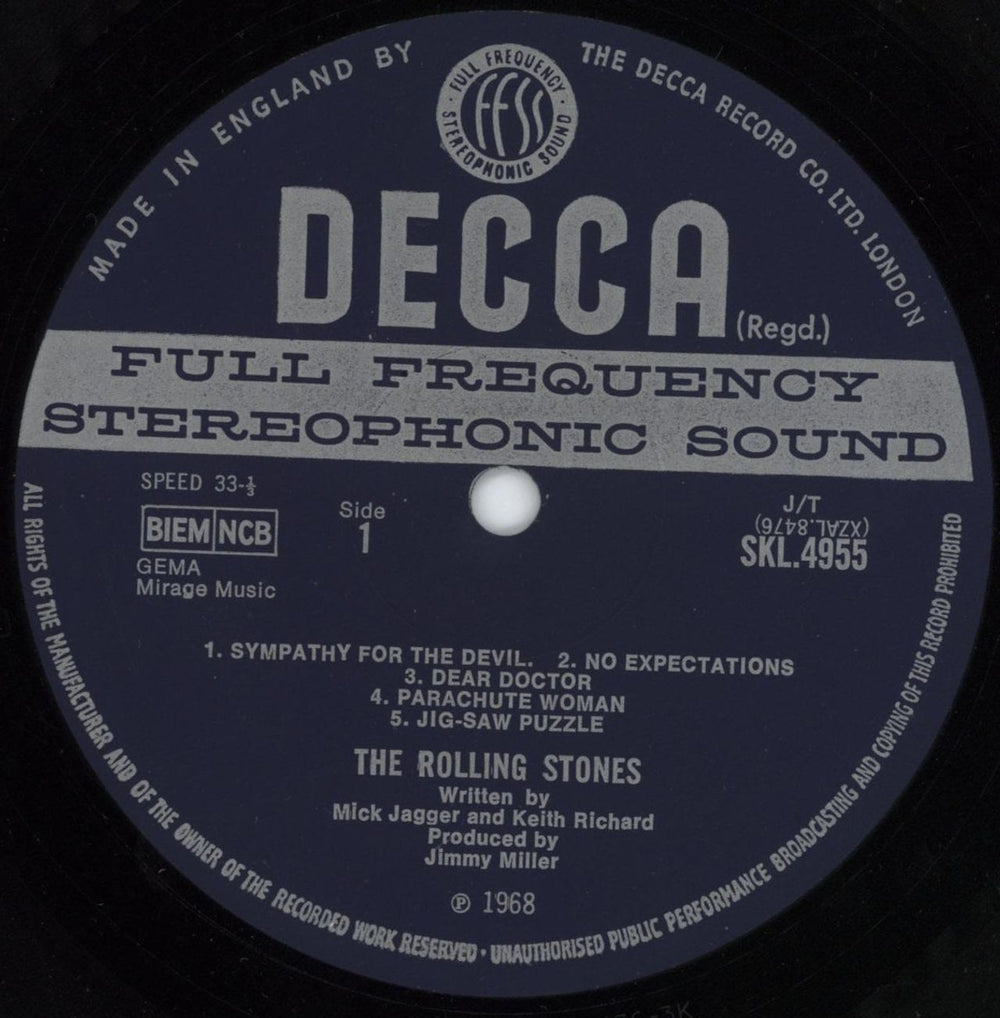 MADE IN ENGLAND BY THE DECCA RECORD CO. LTD. LONDON
FULL FREQUENCY
FFSS
STEREOPHONIC SOUND
DECCA (Regd.)
FULL FREQUENCY
STEREOPHONIC SOUND
SPEED 33-⅓
BIEM NCB
GEMA
Mirage Music
Side
1
J/T
(XZAL.8476)
SKL.4955
1. SYMPATHY FOR THE DEVIL. 2. NO EXPECTATIONS
3. DEAR DOCTOR
4. PARACHUTE WOMAN
5. JIG-SAW PUZZLE
THE ROLLING STONES
Written by
Mick Jagger and Keith Richard
Produced by
Jimmy Miller
℗ 1968
ALL RIGHTS OF THE MANUFACTURER AND OF THE OWNER OF THE RECORDED WORK RESERVED · UNAUTHORISED PUBLIC PERFORMANCE BROADCASTING AND COPYING OF THIS RECORD PROHIBITED